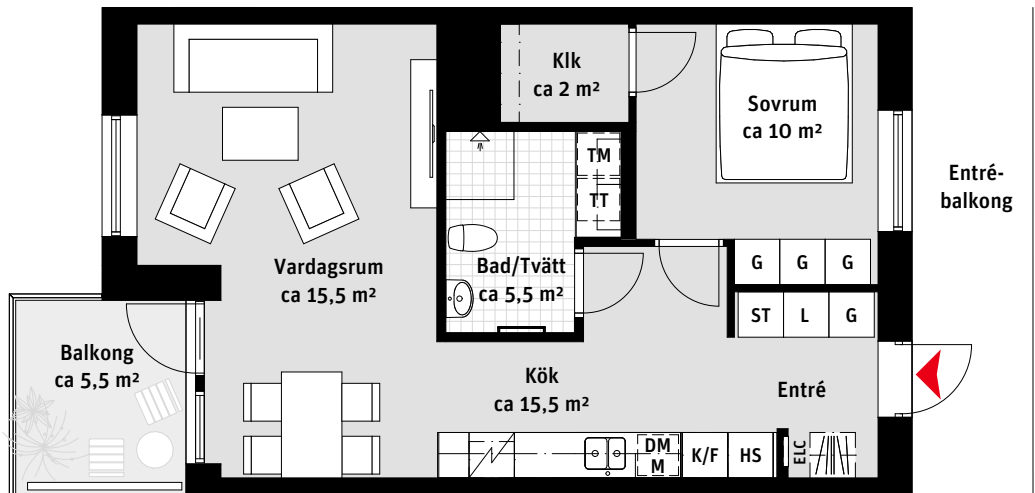 Klk
ca 2 m²
Sovrum
ca 10 m²
Entré-
balkong
TM
TT
Vardagsrum
ca 15,5 m²
Bad/Tvätt
ca 5,5 m²
G G G
ST L G
Balkong
ca 5,5 m²
Kök
ca 15,5 m²
Entré
DM
M
K/F
HS
ELC